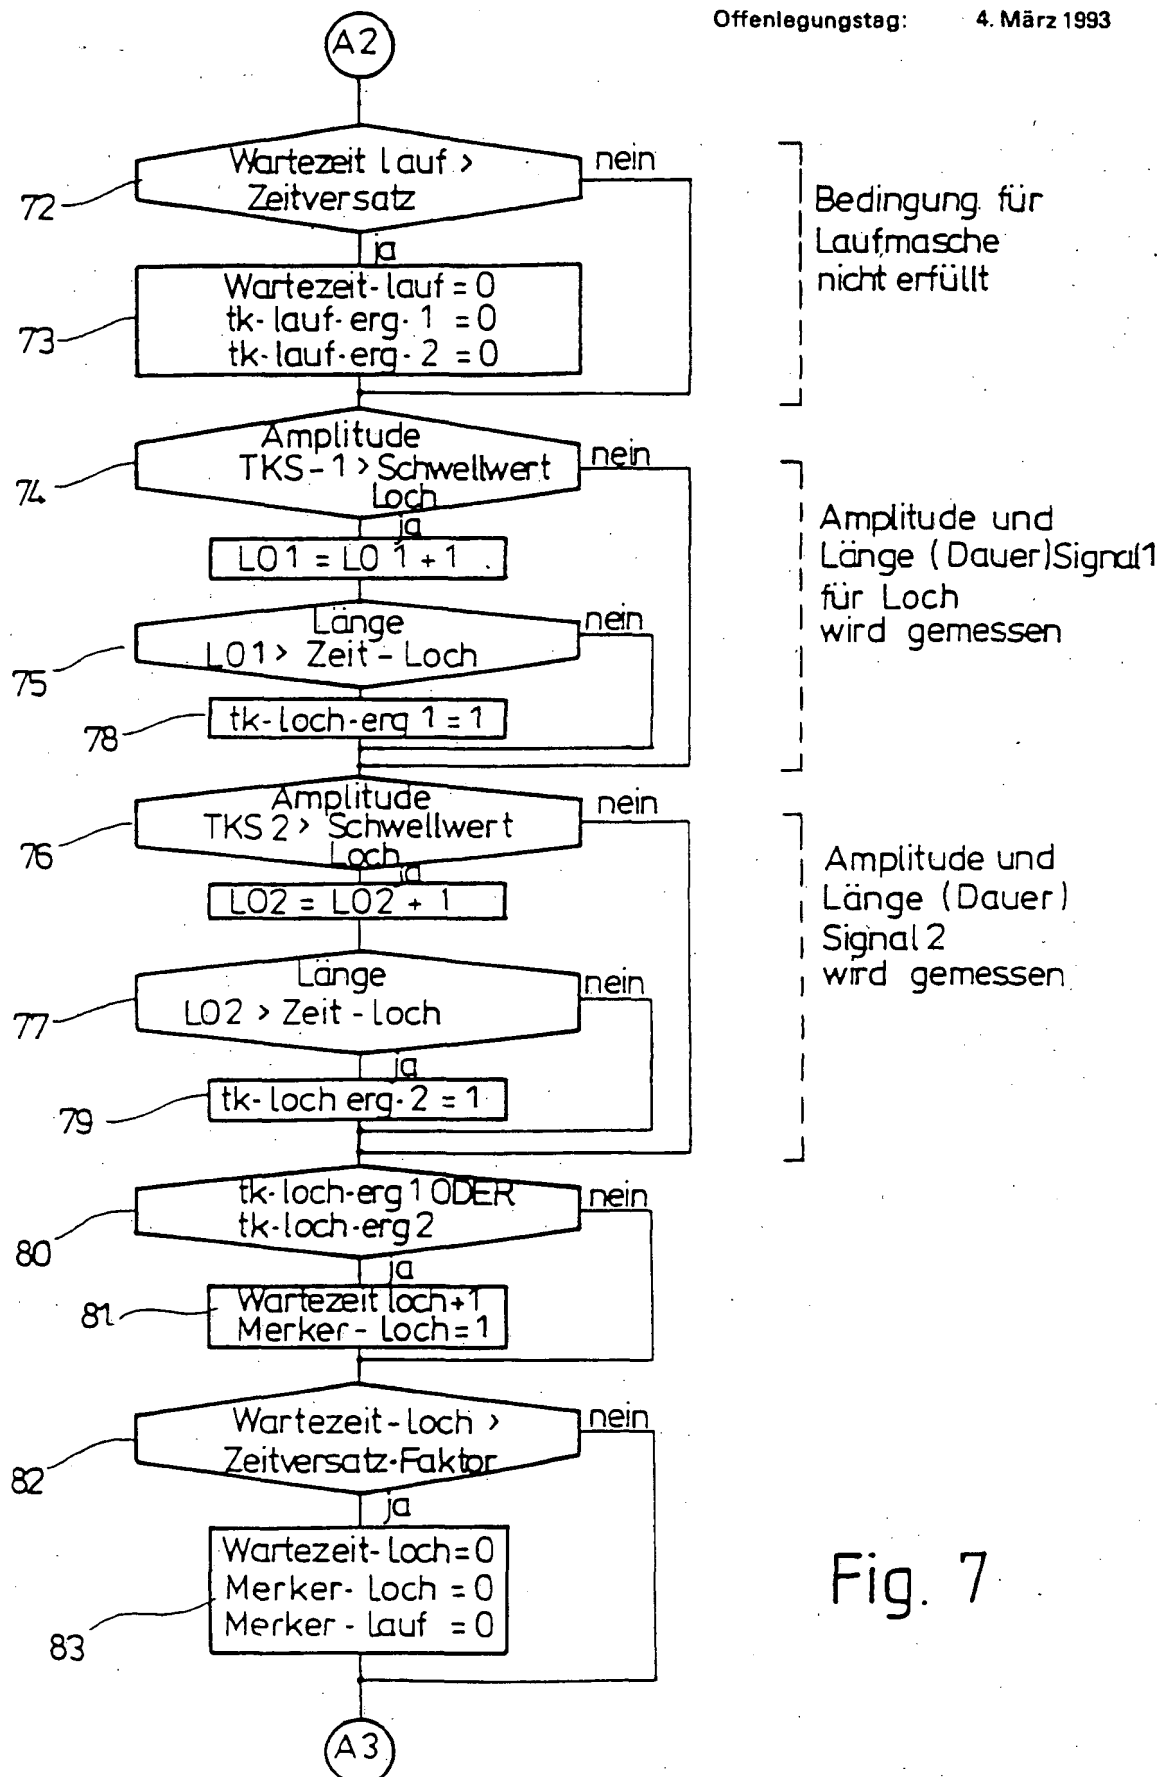 Offenlegungstag: 4. März 1993
A2
Wartezeit lauf >
Zeitversatz
nein
72
ja
Wartezeit-lauf = 0
tk-lauf-erg-1 = 0
tk-lauf-erg-2 = 0
73
Bedingung für
Laufmasche
nicht erfüllt
Amplitude
TKS-1 > Schwellwert
Loch
nein
74
ja
LO1 = LO1 + 1
Länge
LO1 > Zeit-Loch
nein
75
tk-loch-erg 1 = 1
78
Amplitude und
Länge (Dauer) Signal 1
für Loch
wird gemessen
Amplitude
TKS 2 > Schwellwert
Loch
nein
76
ja
LO2 = LO2 + 1
Länge
LO2 > Zeit-loch
nein
77
ja
tk-loch erg-2 = 1
79
Amplitude und
Länge (Dauer)
Signal 2
wird gemessen
tk-loch-erg 1 ODER
tk-loch-erg 2
nein
80
ja
Wartezeit loch+1
Merker-Loch = 1
81
Wartezeit-loch >
Zeitversatz-Faktor
nein
82
ja
Wartezeit-Loch = 0
Merker-Loch = 0
Merker-lauf = 0
83
A3
Fig. 7